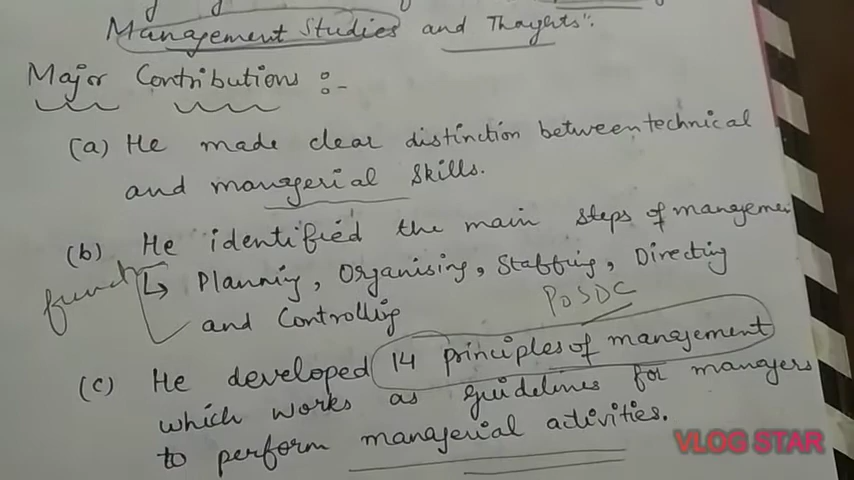 Management Studies and Thoughts".
Major Contributions :-
(a) He made clear distinction between technical
and managerial skills.
(b) He identified the main steps of managemen
funct
↳ Planning, Organising, Staffing, Directing
and Controlling
POSDC
(c) He developed 14 principles of management
which works as guidelines for managers
to perform managerial activities.
VLOG STAR